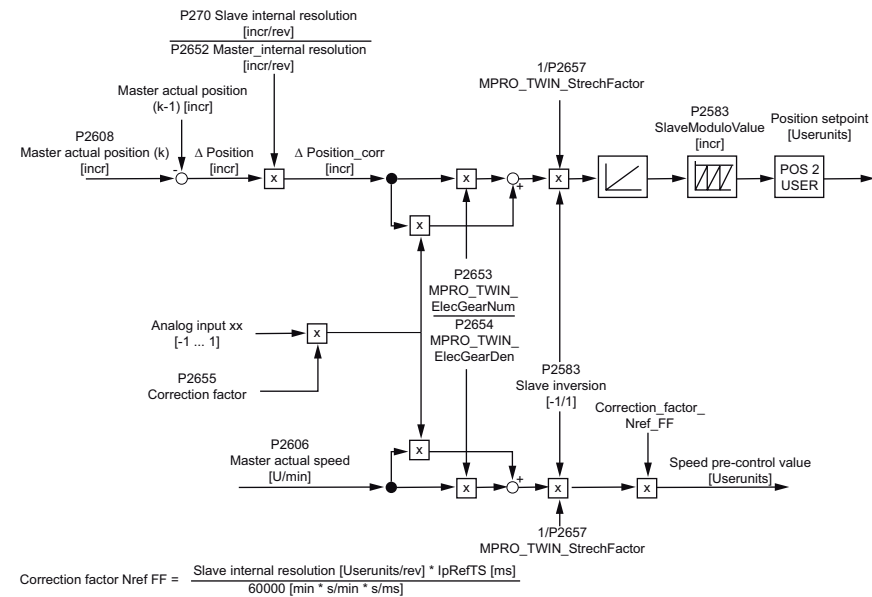 P270 Slave internal resolution
[incr/rev]
P2652 Master_internal resolution
[incr/rev]
Master actual position
(k-1) [incr]
P2608
Master actual position (k)
[incr]
-
Δ Position
[incr]
x
Δ Position_corr
[incr]
x
+
x
1/P2657
MPRO_TWIN_StrechFactor
P2583
SlaveModuloValue
[incr]
Position setpoint
[Userunits]
POS 2
USER
x
P2653
MPRO_TWIN_
ElecGearNum
P2654
MPRO_TWIN_
ElecGearDen
Analog input xx
[-1 ... 1]
x
P2655
Correction factor
P2583
Slave inversion
[-1/1]
Correction_factor_
Nref_FF
P2606
Master actual speed
[U/min]
x
x
+
x
x
Speed pre-control value
[Userunits]
1/P2657
MPRO_TWIN_StrechFactor
Correction factor Nref FF =
Slave internal resolution [Userunits/rev] * IpRefTS [ms]
60000 [min * s/min * s/ms]